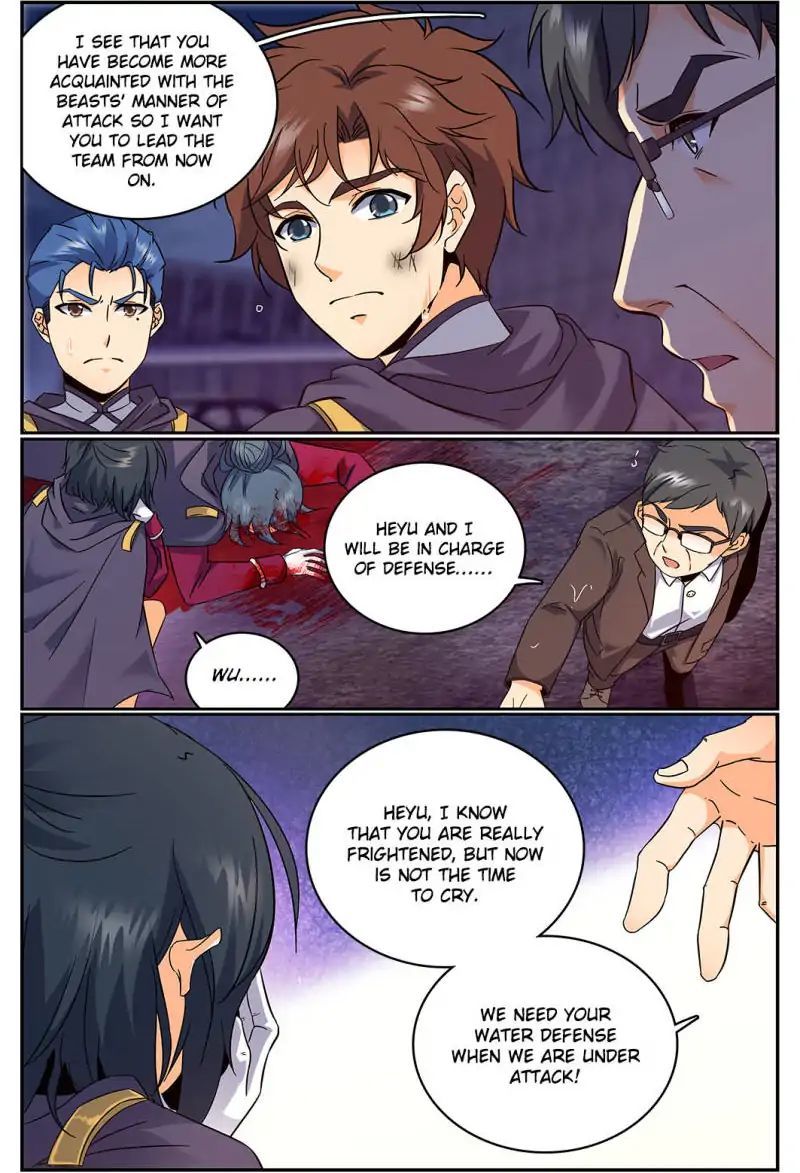 I SEE THAT YOU
HAVE BECOME MORE
ACQUAINTED WITH THE
BEASTS' MANNER OF
ATTACK SO I WANT
YOU TO LEAD THE
TEAM FROM NOW
ON.
HEYU AND I
WILL BE IN CHARGE
OF DEFENSE......
WU......
HEYU, I KNOW
THAT YOU ARE REALLY
FRIGHTENED, BUT NOW
IS NOT THE TIME
TO CRY.
WE NEED YOUR
WATER DEFENSE
WHEN WE ARE UNDER
ATTACK!